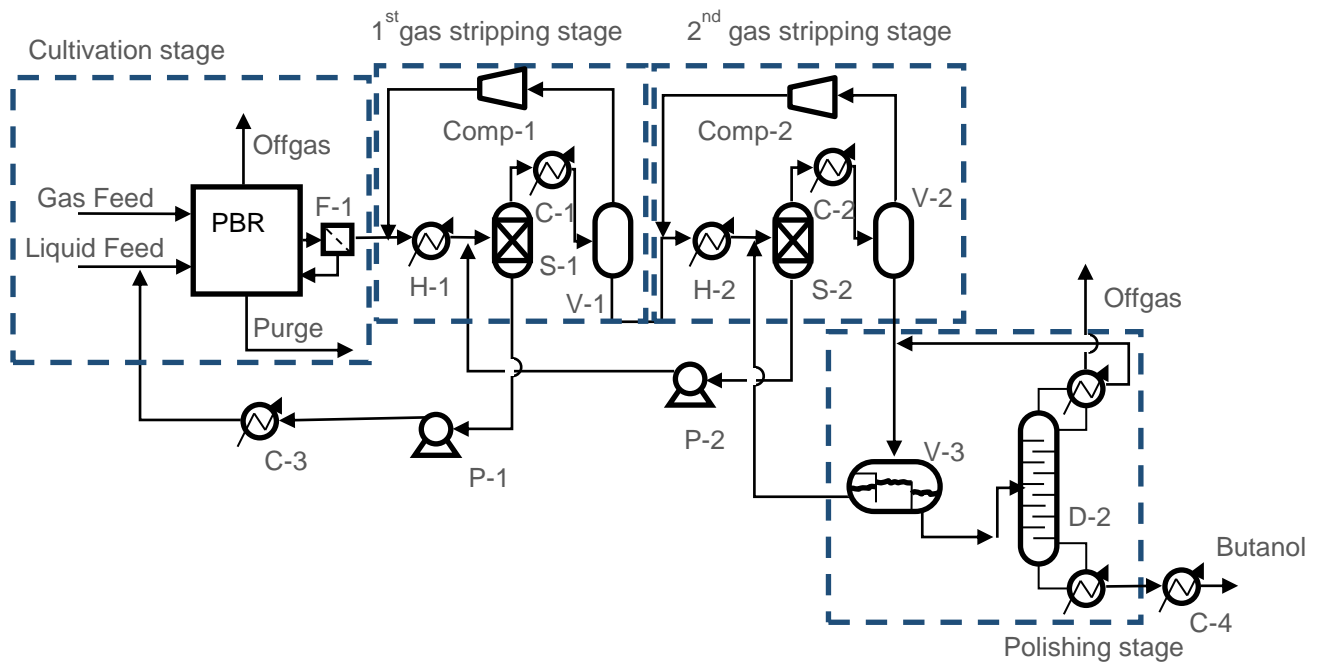 Cultivation stage
1st gas stripping stage
2nd gas stripping stage
Comp-1
Comp-2
Offgas
Gas Feed
PBR
F-1
Liquid Feed
C-1
S-1
H-1
V-1
C-2
V-2
H-2
S-2
Purge
Offgas
P-2
C-3
P-1
V-3
D-2
Butanol
C-4
Polishing stage